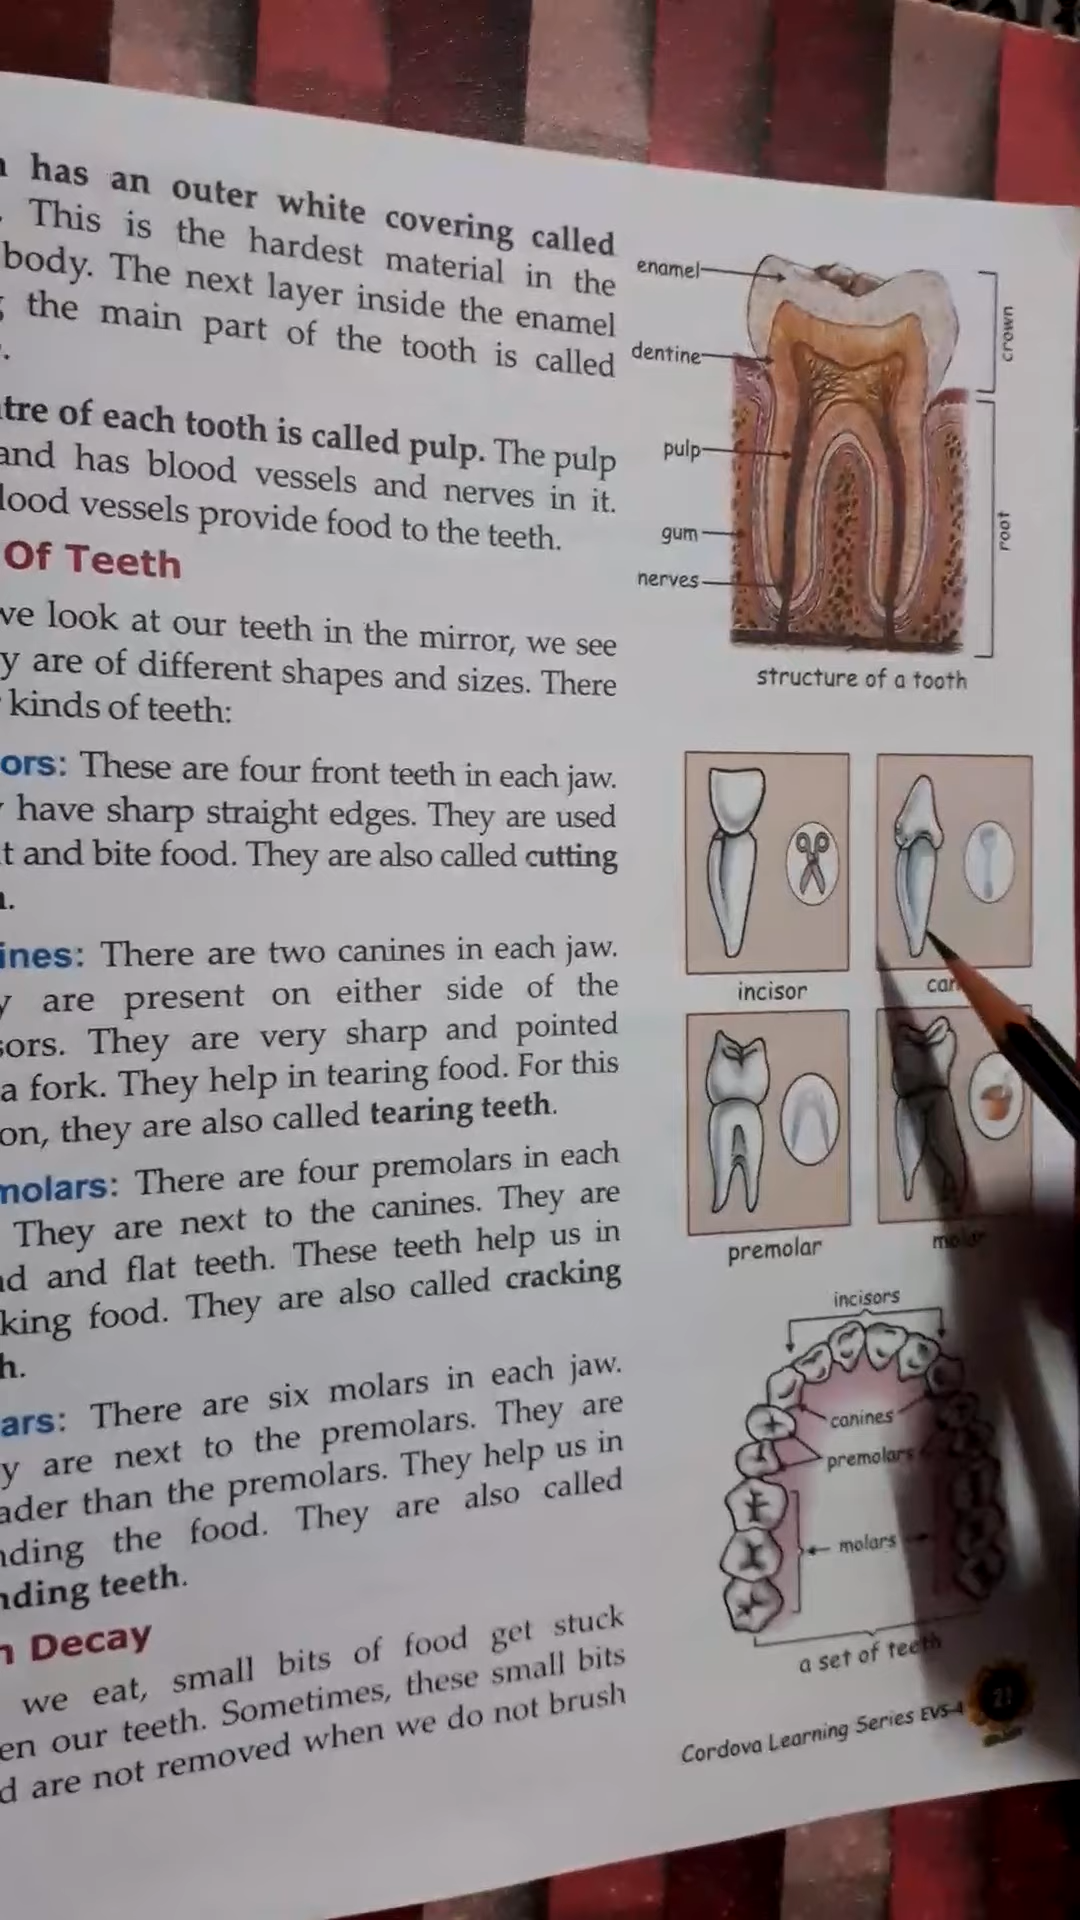 has an outer white covering called
This is the hardest material in the
body. The next layer inside the enamel
the main part of the tooth is called
tre of each tooth is called pulp. The pulp
and has blood vessels and nerves in it.
lood vessels provide food to the teeth.
Of Teeth
ve look at our teeth in the mirror, we see
y are of different shapes and sizes. There
kinds of teeth:
ors: These are four front teeth in each jaw.
have sharp straight edges. They are used
t and bite food. They are also called cutting
ines: There are two canines in each jaw.
y are present on either side of the
sors. They are very sharp and pointed
a fork. They help in tearing food. For this
on, they are also called tearing teeth.
molars: There are four premolars in each
They are next to the canines. They are
nd and flat teeth. These teeth help us in
king food. They are also called cracking
h.
ars: There are six molars in each jaw.
y are next to the premolars. They are
ader than the premolars. They help us in
nding the food. They are also called
nding teeth.
Decay
we eat, small bits of food get stuck
en our teeth. Sometimes, these small bits
d are not removed when we do not brush
enamel
dentine
pulp
gum
nerves
crown
root
structure of a tooth
incisor
can
premolar
molar
incisors
canines
premolars
molars
a set of teeth
Cordova Learning Series EVS-4
21